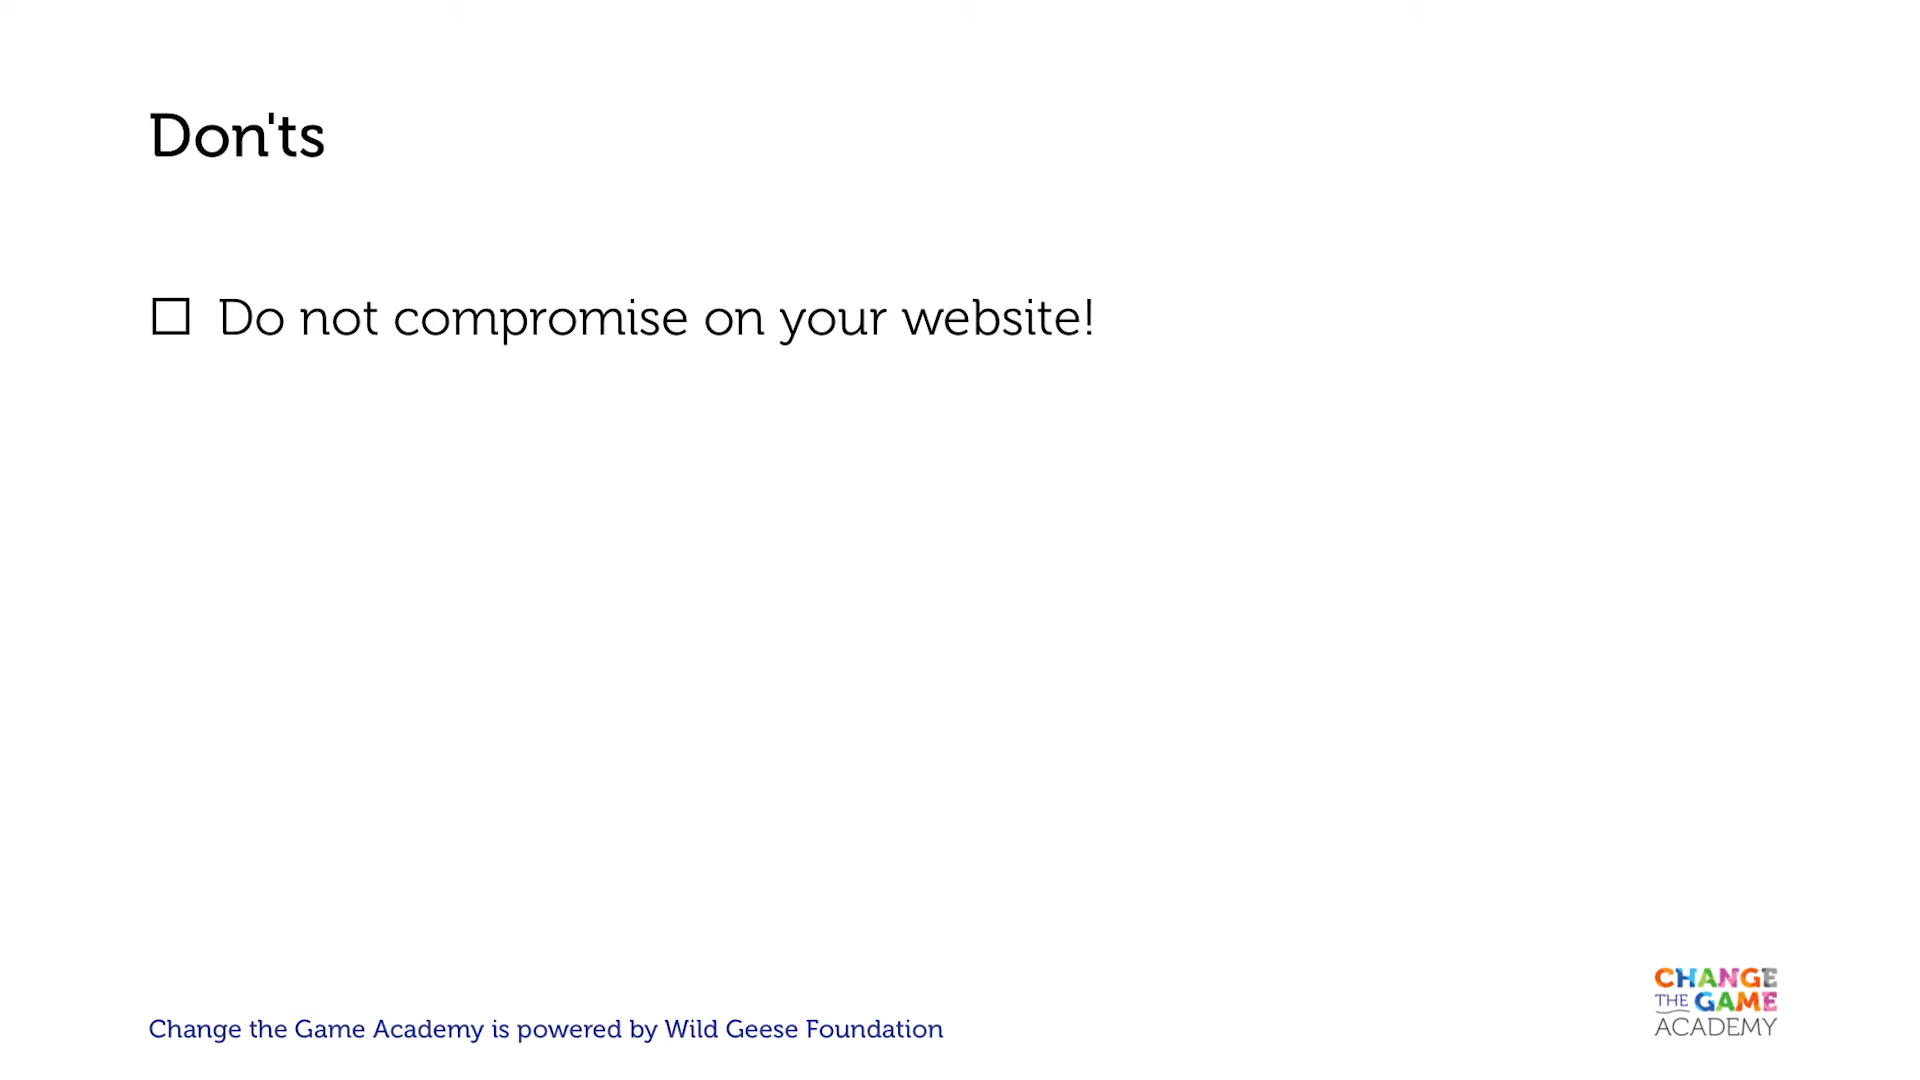 Don'ts
☐ Do not compromise on your website!
Change the Game Academy is powered by Wild Geese Foundation
CHANGE
THE GAME
ACADEMY